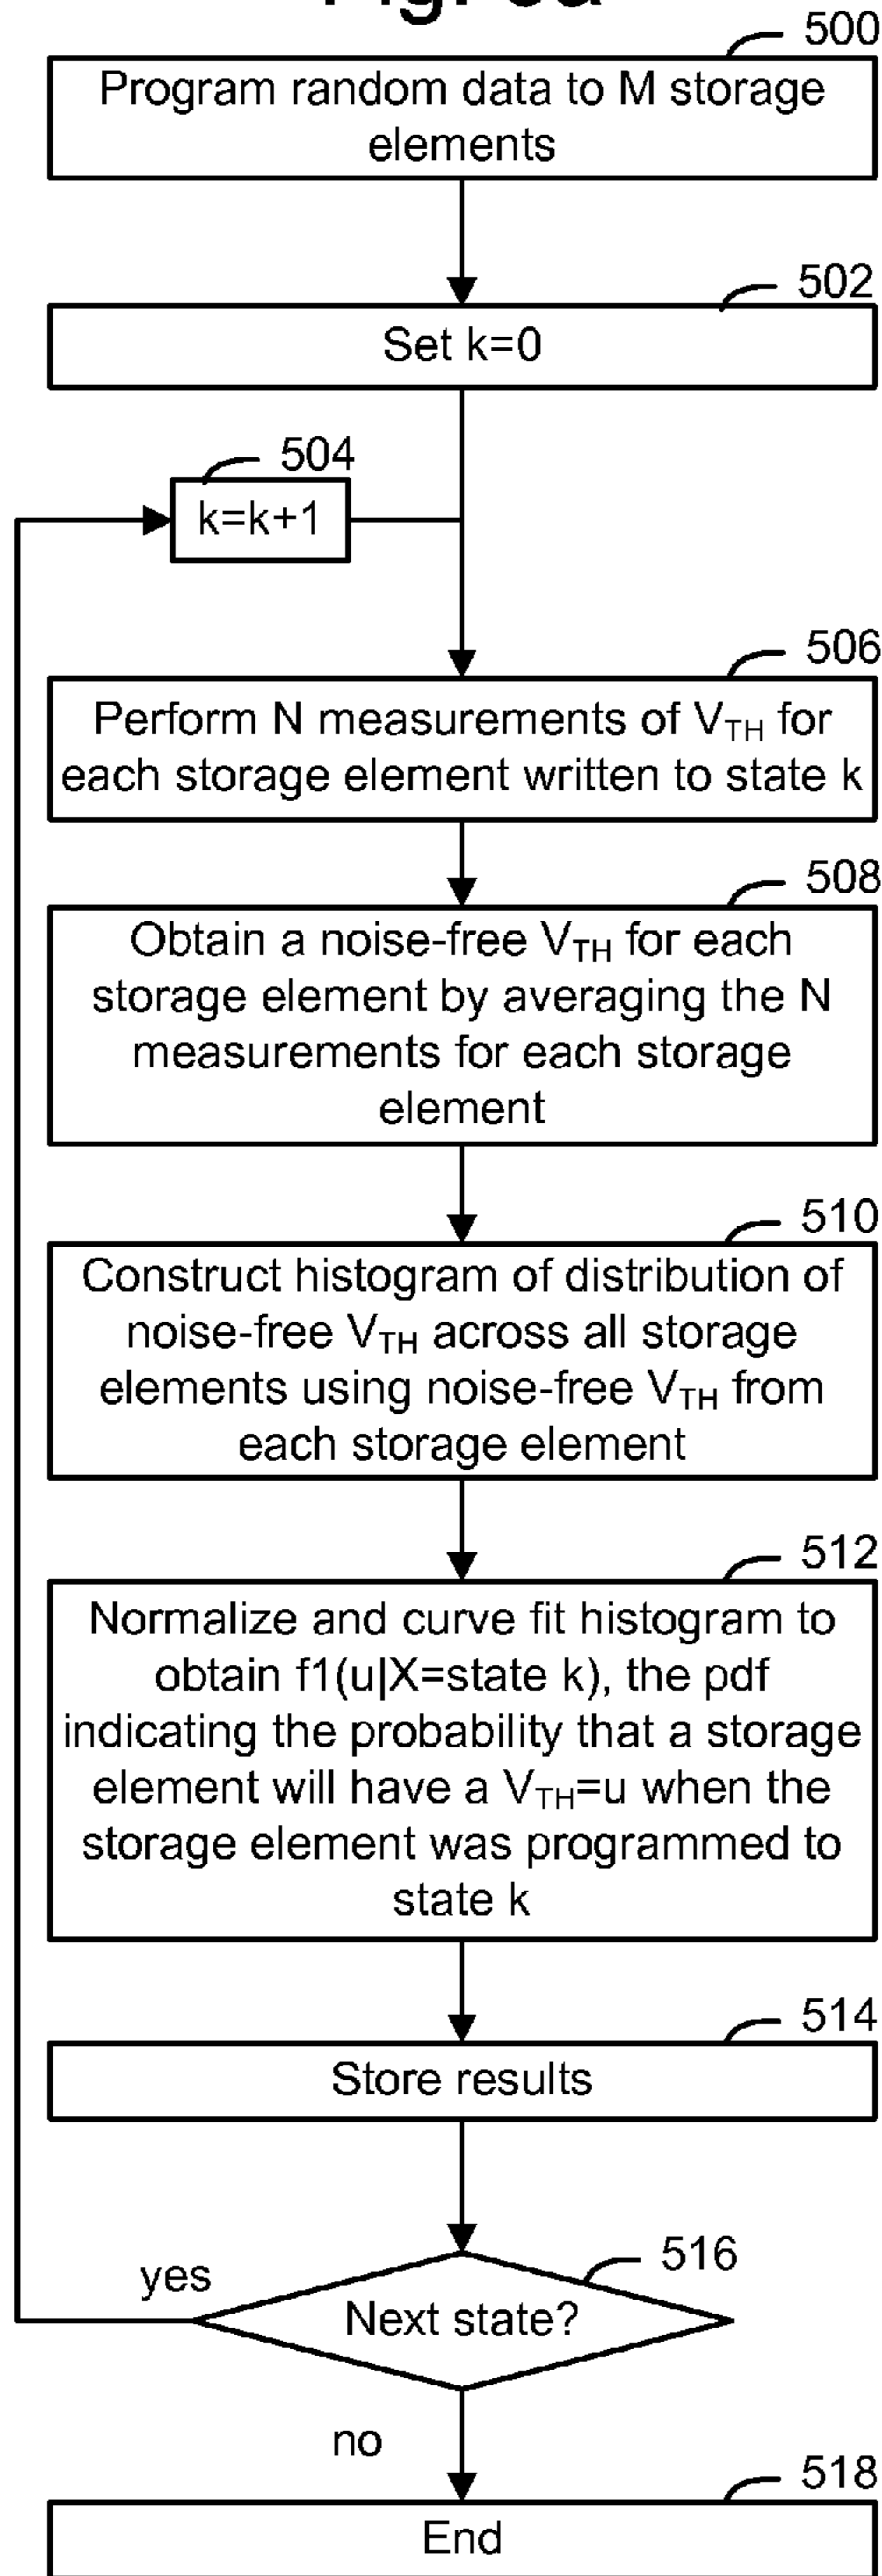 500
Program random data to M storage
elements
502
Set k=0
504
k=k+1
506
Perform N measurements of VTH for
each storage element written to state k
508
Obtain a noise-free VTH for each
storage element by averaging the N
measurements for each storage
element
510
Construct histogram of distribution of
noise-free VTH across all storage
elements using noise-free VTH from
each storage element
512
Normalize and curve fit histogram to
obtain f1(u|X=state k), the pdf
indicating the probability that a storage
element will have a VTH=u when the
storage element was programmed to
state k
514
Store results
516
yes
Next state?
no
518
End